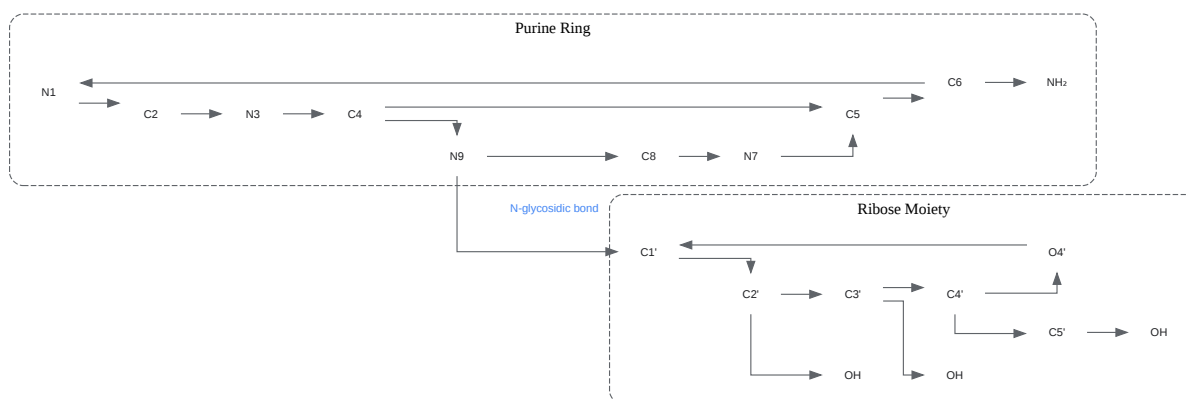 Purine Ring
C6
NH₂
N1
C2
N3
C4
C5
N9
C8
N7
N-glycosidic bond
Ribose Moiety
C1'
O4'
C2'
C3'
C4'
C5'
OH
OH
OH